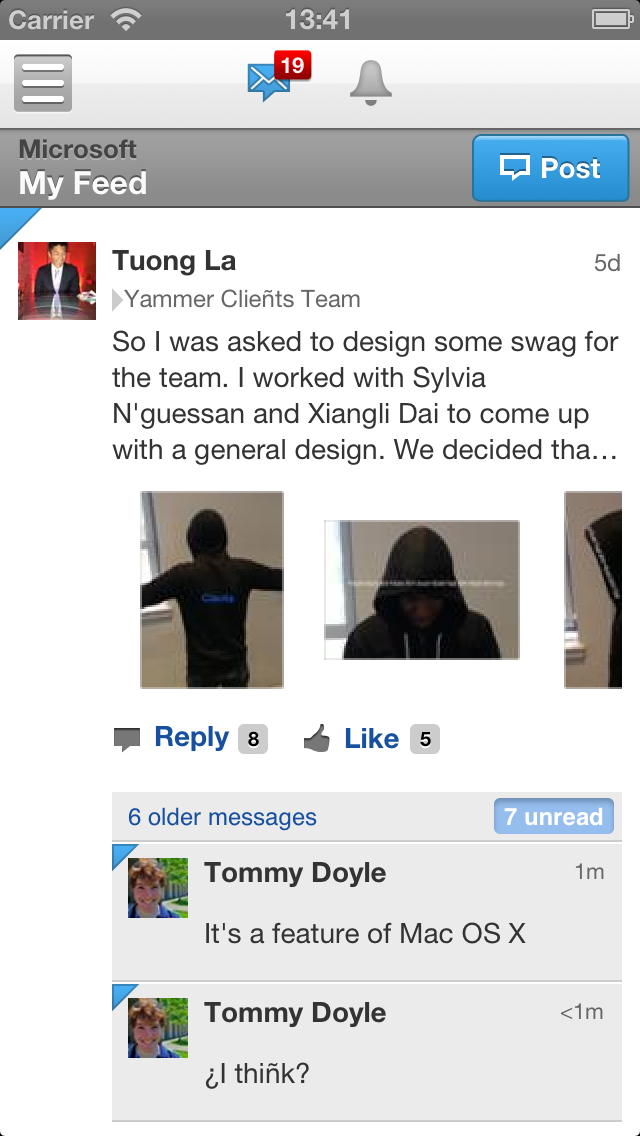 Carrier 13:41
19
Microsoft
My Feed
Post
Tuong La 5d
Yammer Clieñts Team
So I was asked to design some swag for
the team. I worked with Sylvia
N'guessan and Xiangli Dai to come up
with a general design. We decided tha...
Clients
Reply 8 Like 5
6 older messages 7 unread
Tommy Doyle 1m
It's a feature of Mac OS X
Tommy Doyle <1m
¿I thiñk?